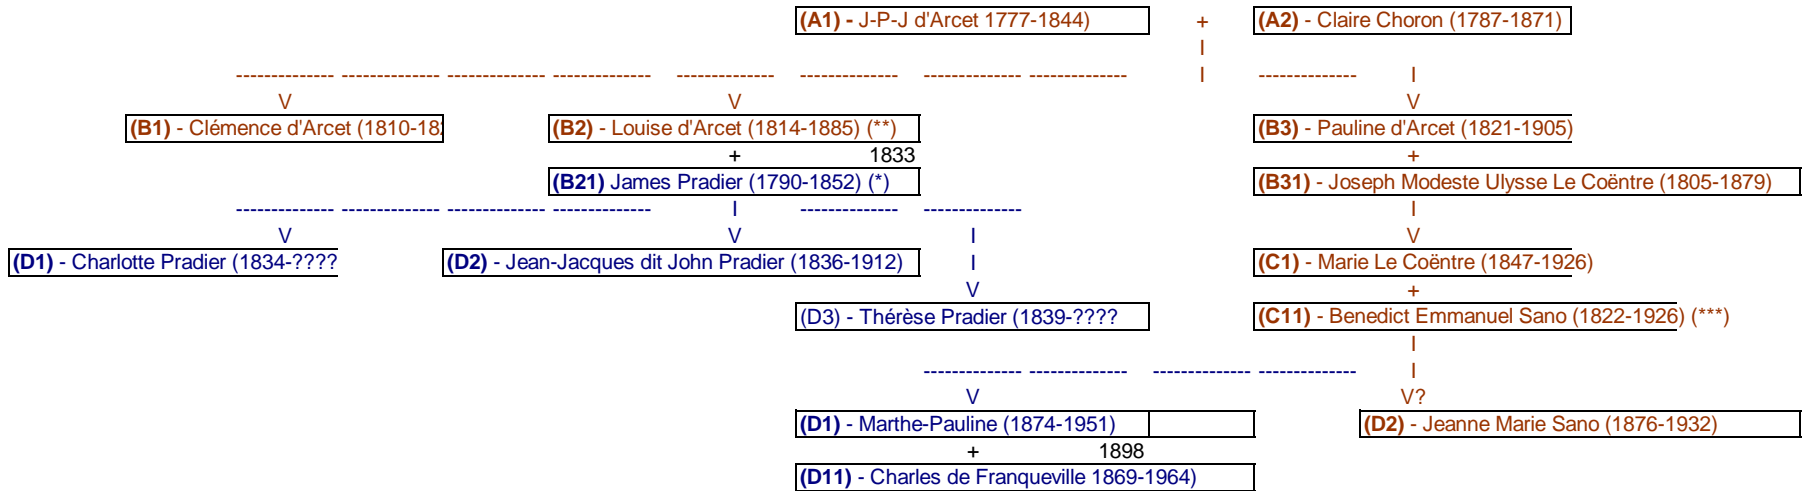 (A1) - J-P-J d'Arcet 1777-1844) + (A2) - Claire Choron (1787-1871)
I
-------------- -------------- -------------- -------------- -------------- -------------- -------------- -------------- I -------------- I
V V V
(B1) - Clémence d'Arcet (1810-18 (B2) - Louise d'Arcet (1814-1885) (**) (B3) - Pauline d'Arcet (1821-1905)
+ 1833 +
(B21) James Pradier (1790-1852) (*) (B31) - Joseph Modeste Ulysse Le Coëntre (1805-1879)
-------------- -------------- -------------- -------------- I -------------- -------------- I
V V I V
(D1) - Charlotte Pradier (1834-???? (D2) - Jean-Jacques dit John Pradier (1836-1912) I (C1) - Marie Le Coëntre (1847-1926)
V +
(D3) - Thérèse Pradier (1839-???? (C11) - Benedict Emmanuel Sano (1822-1926) (***)
I
-------------- -------------- -------------- -------------- I
V V?
(D1) - Marthe-Pauline (1874-1951) (D2) - Jeanne Marie Sano (1876-1932)
+ 1898
(D11) - Charles de Franqueville 1869-1964)